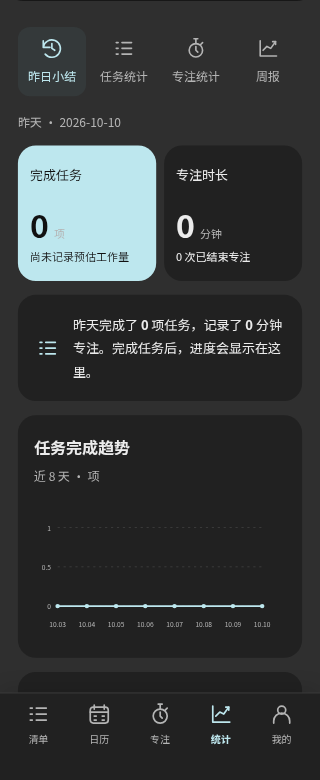 昨日小结 任务统计 专注统计 周报
昨天 • 2026-10-10
完成任务
0 项
尚未记录预估工作量
专注时长
0 分钟
0 次已结束专注
昨天完成了 0 项任务，记录了 0 分钟
专注。完成任务后，进度会显示在这
里。
任务完成趋势
近 8 天 • 项
1
0.5
0
10.03 10.04 10.05 10.06 10.07 10.08 10.09 10.10
清单 日历 专注 统计 我的